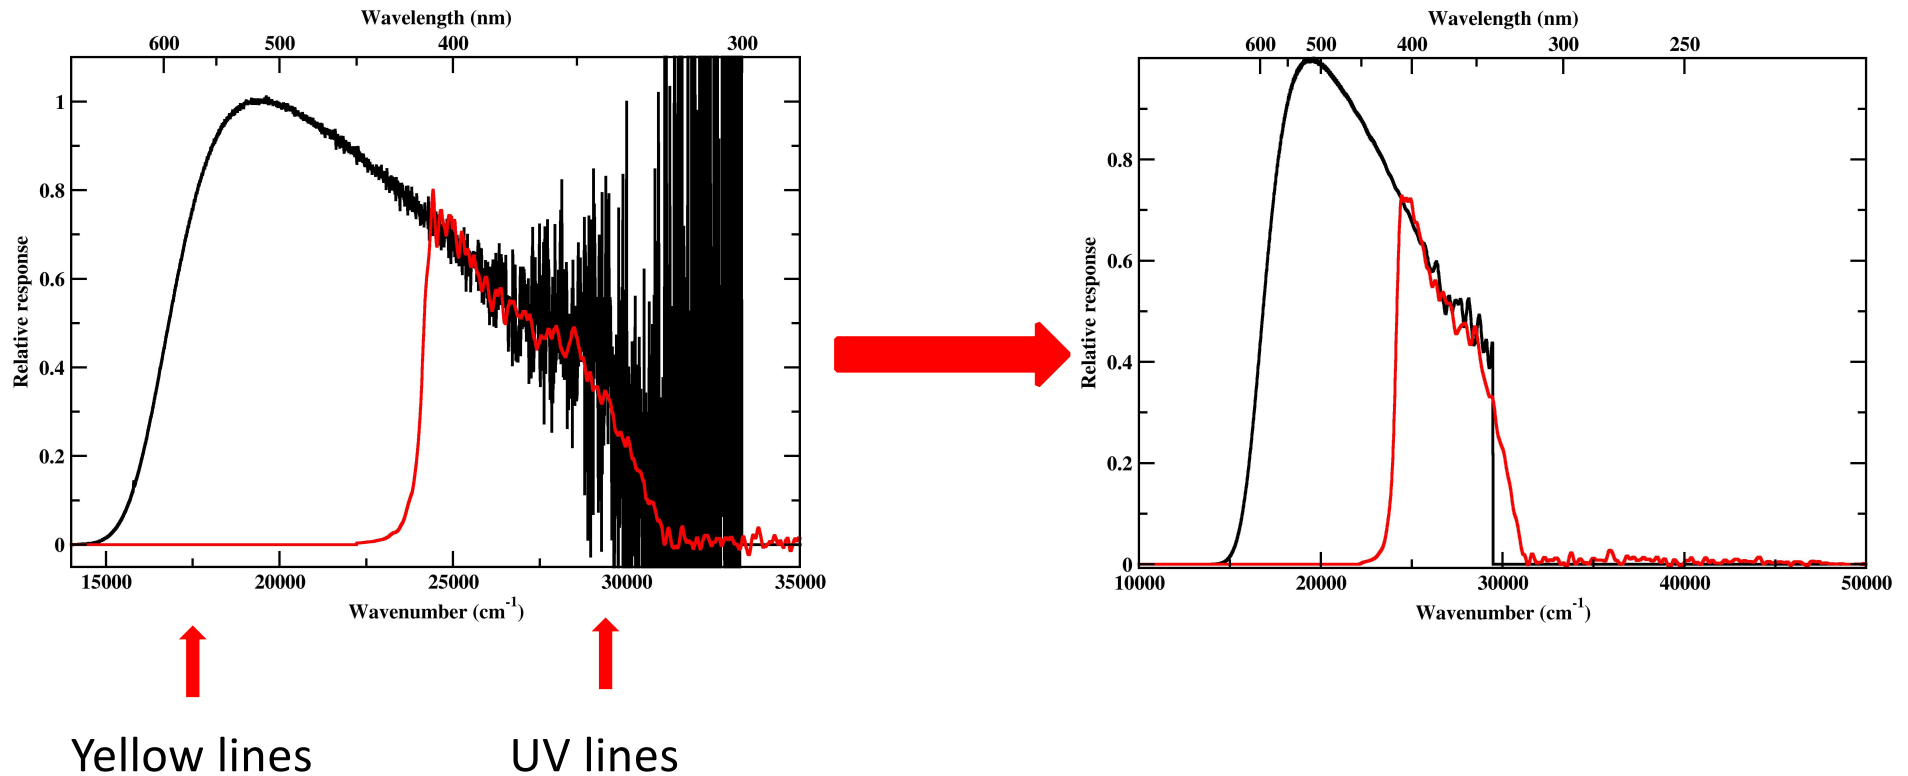 Wavelength (nm)
600 500 400 300
1
0.8
0.6
0.4
0.2
0
Relative response
15000 20000 25000 30000 35000
Wavenumber (cm-1)
Yellow lines
UV lines
Wavelength (nm)
600 500 400 300 250
0.8
0.6
0.4
0.2
0
Relative response
10000 20000 30000 40000 50000
Wavenumber (cm-1)